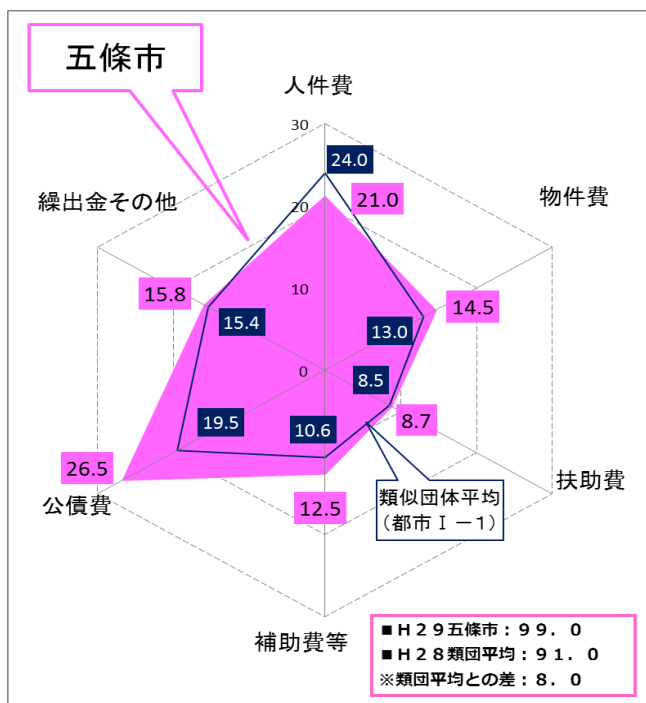 五條市
人件費
30
24.0
21.0
20
物件費
繰出金その他
15.8
15.4
14.5
13.0
10
0
8.5
8.7
扶助費
19.5
10.6
26.5
公債費
12.5
類似団体平均
（都市Ⅰ－1）
補助費等
■H29五條市：99．0
■H28類団平均：91．0
※類団平均との差：8．0